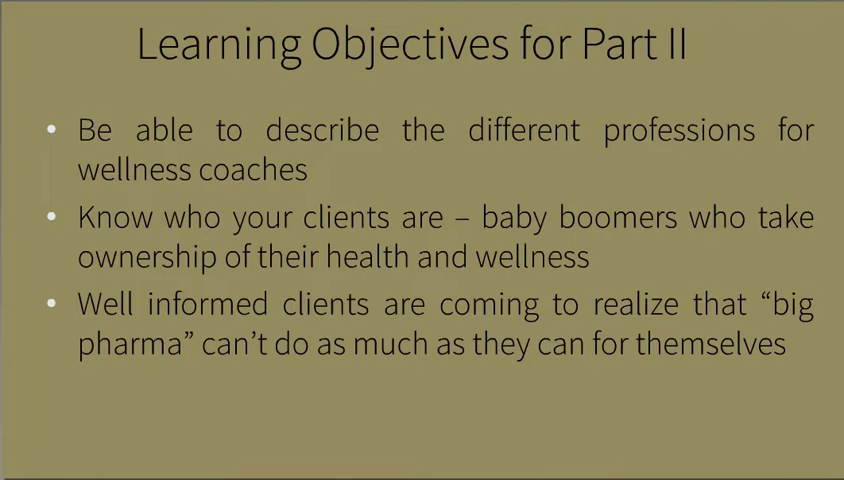 Learning Objectives for Part II
• Be able to describe the different professions for
wellness coaches
• Know who your clients are – baby boomers who take
ownership of their health and wellness
• Well informed clients are coming to realize that “big
pharma” can’t do as much as they can for themselves